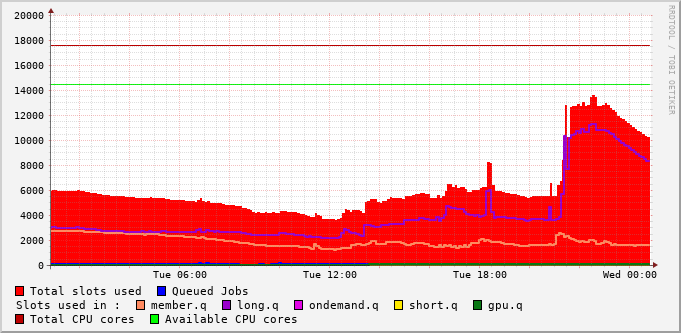 20000
18000
16000
14000
12000
10000
8000
6000
4000
2000
0
Tue 06:00 Tue 12:00 Tue 18:00 Wed 00:00
RRDTOOL / TOBI OETIKER
Total slots used Queued Jobs
Slots used in : member.q long.q ondemand.q short.q gpu.q
Total CPU cores Available CPU cores